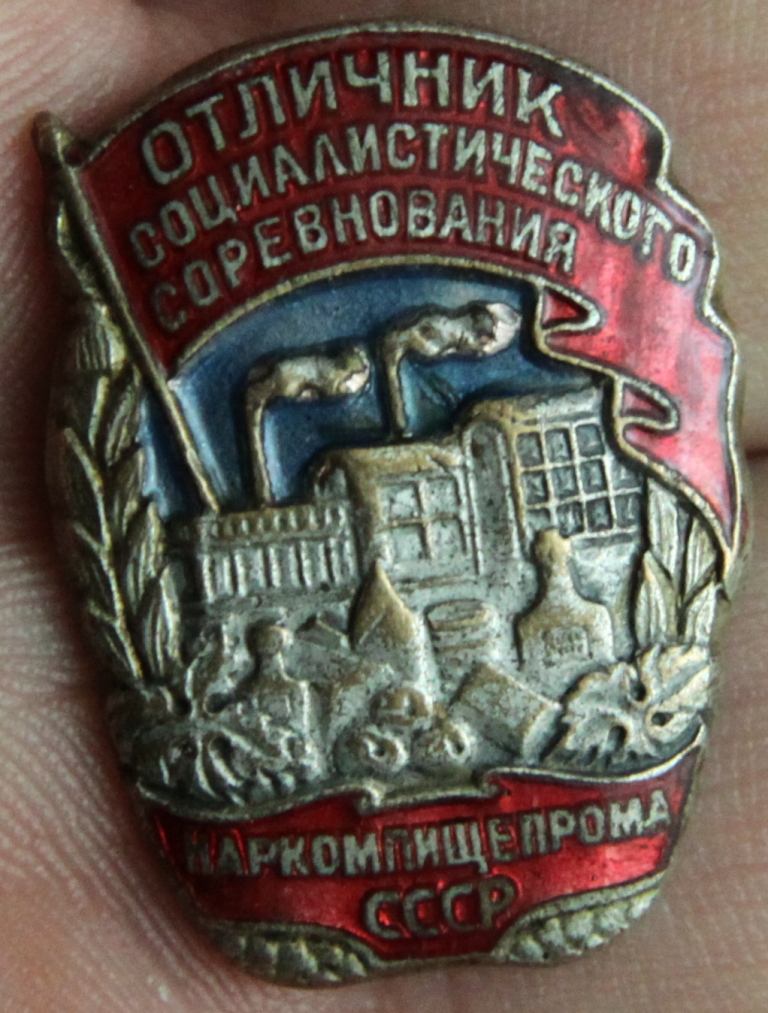 ОТЛИЧНИК
СОЦИАЛИСТИЧЕСКОГО
СОРЕВНОВАНИЯ
НАРКОМПИЩЕПРОМА
СССР